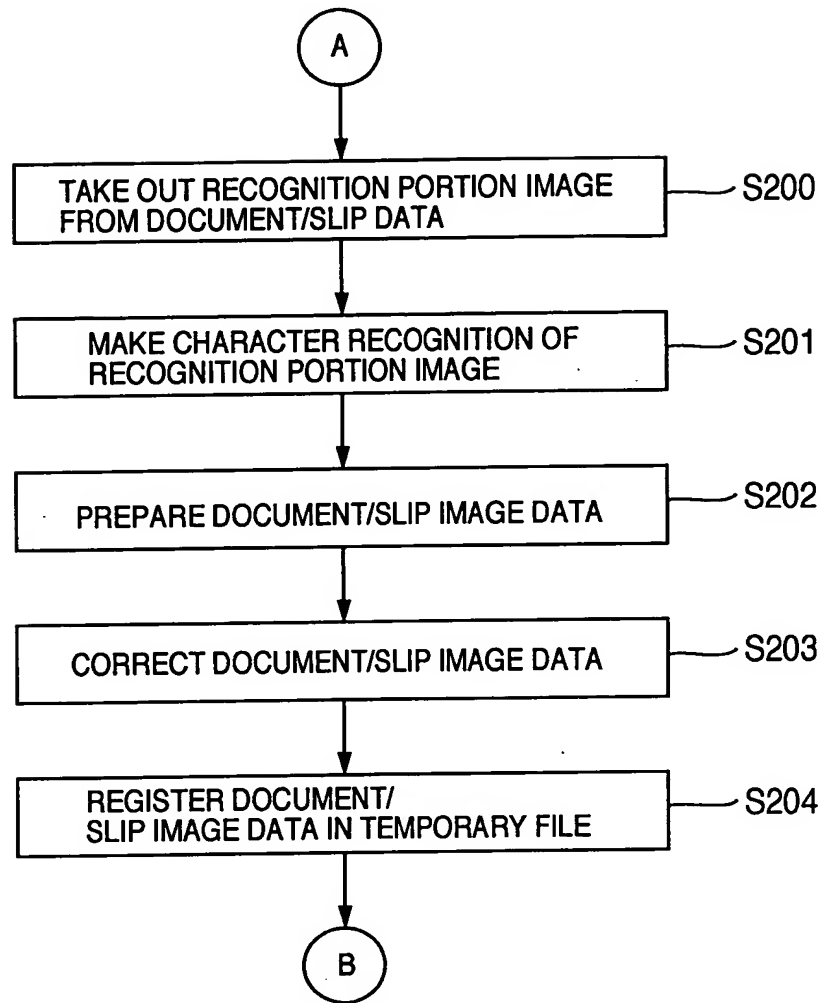 A
TAKE OUT RECOGNITION PORTION IMAGE
FROM DOCUMENT/SLIP DATA
S200
MAKE CHARACTER RECOGNITION OF
RECOGNITION PORTION IMAGE
S201
PREPARE DOCUMENT/SLIP IMAGE DATA
S202
CORRECT DOCUMENT/SLIP IMAGE DATA
S203
REGISTER DOCUMENT/
SLIP IMAGE DATA IN TEMPORARY FILE
S204
B